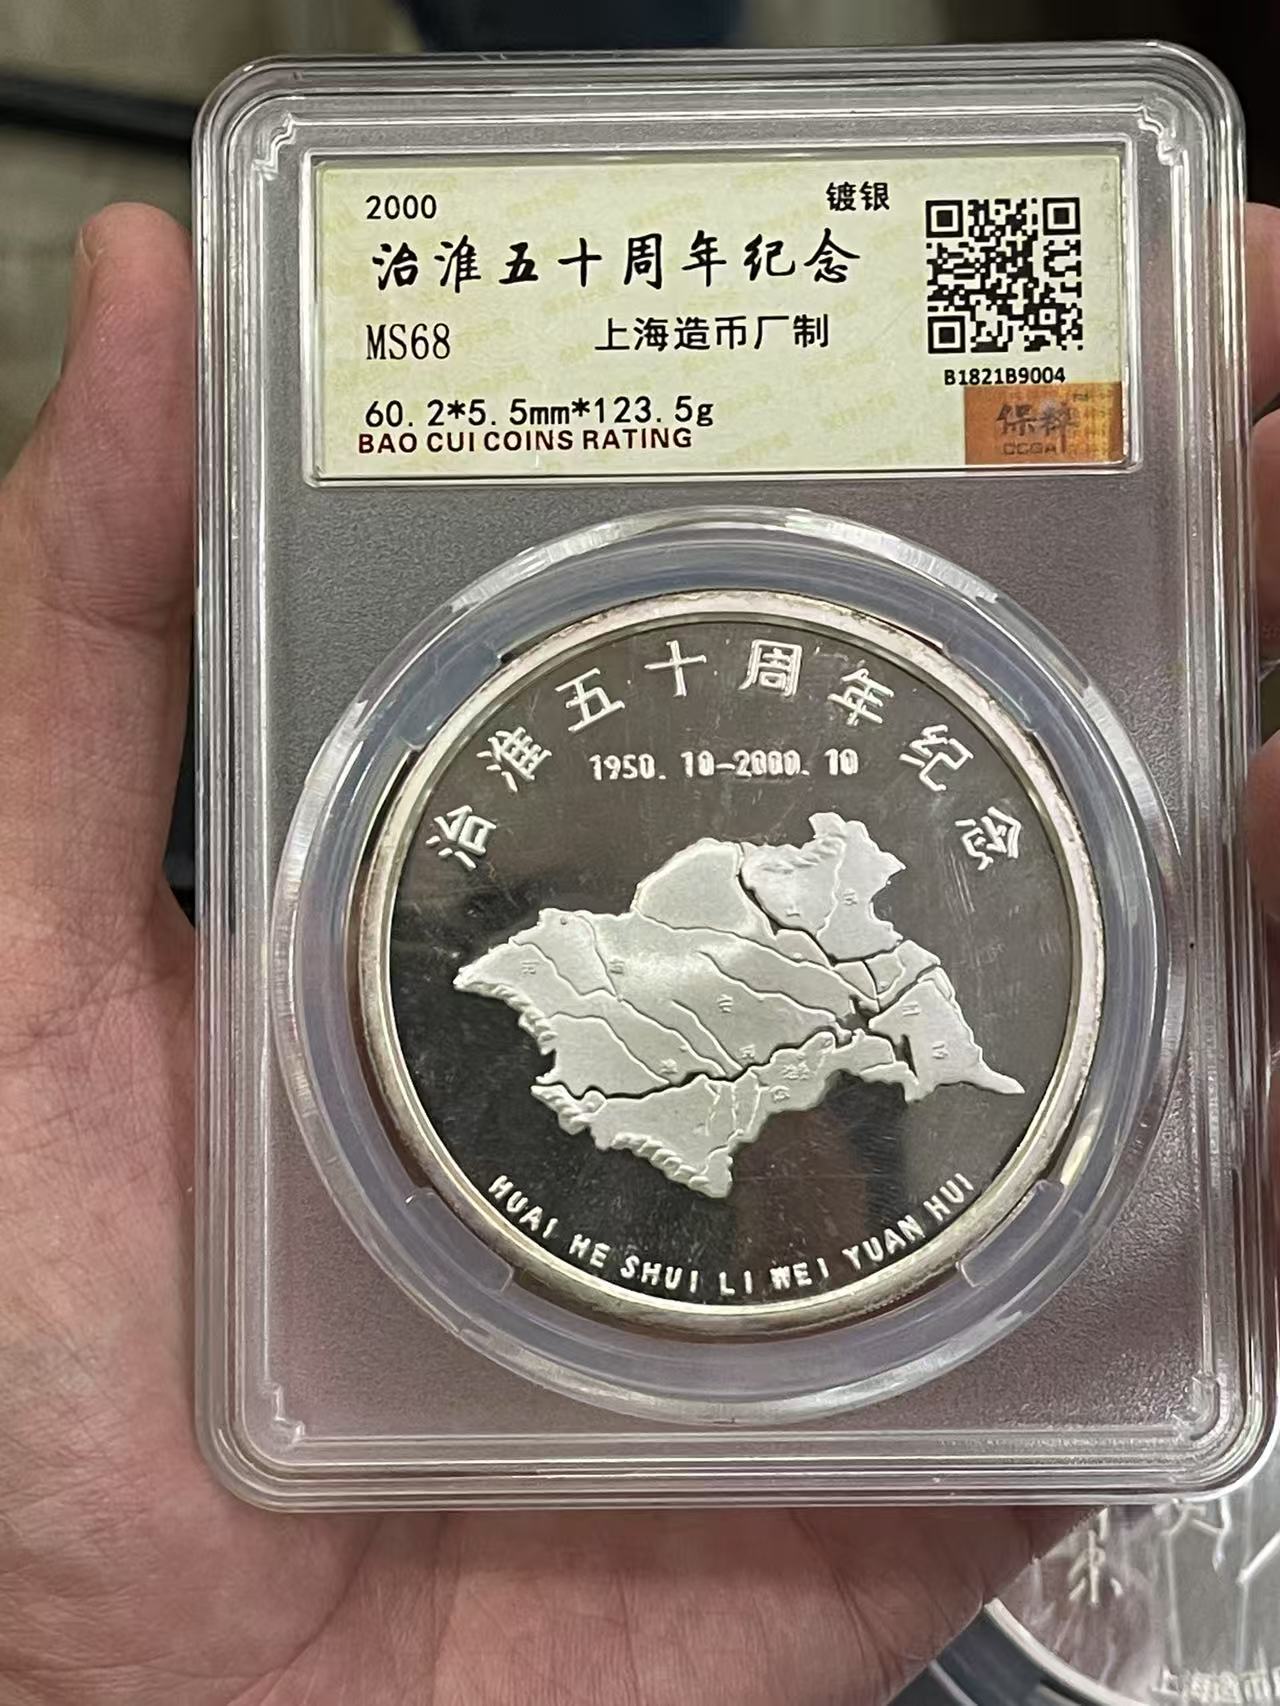 2000
镀银
治淮五十周年纪念
MS68
上海造币厂制
B1821B9004
60.2*5.5mm*123.5g
BAO CUI COINS RATING
保粹
CCGA
治淮五十周年纪念
1950.10-2000.10
HUAI HE SHUI LI WEI YUAN HUI